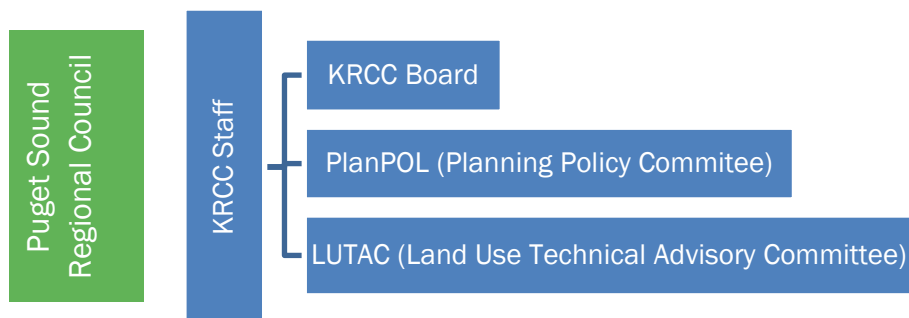 Puget Sound
Regional Council
KRCC Staff
KRCC Board
PlanPOL (Planning Policy Commitee)
LUTAC (Land Use Technical Advisory Committee)